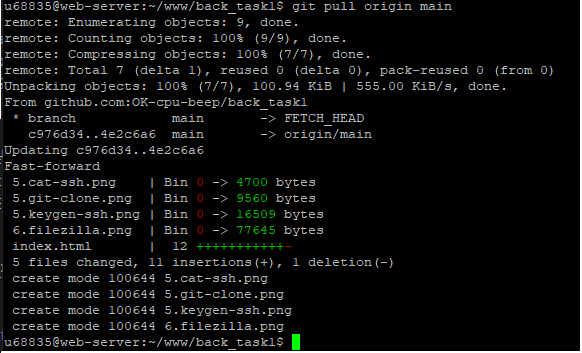 u68835@web-server:~/www/back_task1$ git pull origin main
remote: Enumerating objects: 9, done.
remote: Counting objects: 100% (9/9), done.
remote: Compressing objects: 100% (7/7), done.
remote: Total 7 (delta 1), reused 0 (delta 0), pack-reused 0 (from 0)
Unpacking objects: 100% (7/7), 100.94 KiB | 555.00 KiB/s, done.
From github.com:OK-cpu-beep/back_task1
 * branch            main       -> FETCH_HEAD
   c976d34..4e2c6a6  main       -> origin/main
Updating c976d34..4e2c6a6
Fast-forward
 5.cat-ssh.png    | Bin 0 -> 4700 bytes
 5.git-clone.png  | Bin 0 -> 9560 bytes
 5.keygen-ssh.png | Bin 0 -> 16509 bytes
 6.filezilla.png  | Bin 0 -> 77645 bytes
 index.html       |  12 +++++++++++-
 5 files changed, 11 insertions(+), 1 deletion(-)
 create mode 100644 5.cat-ssh.png
 create mode 100644 5.git-clone.png
 create mode 100644 5.keygen-ssh.png
 create mode 100644 6.filezilla.png
u68835@web-server:~/www/back_task1$